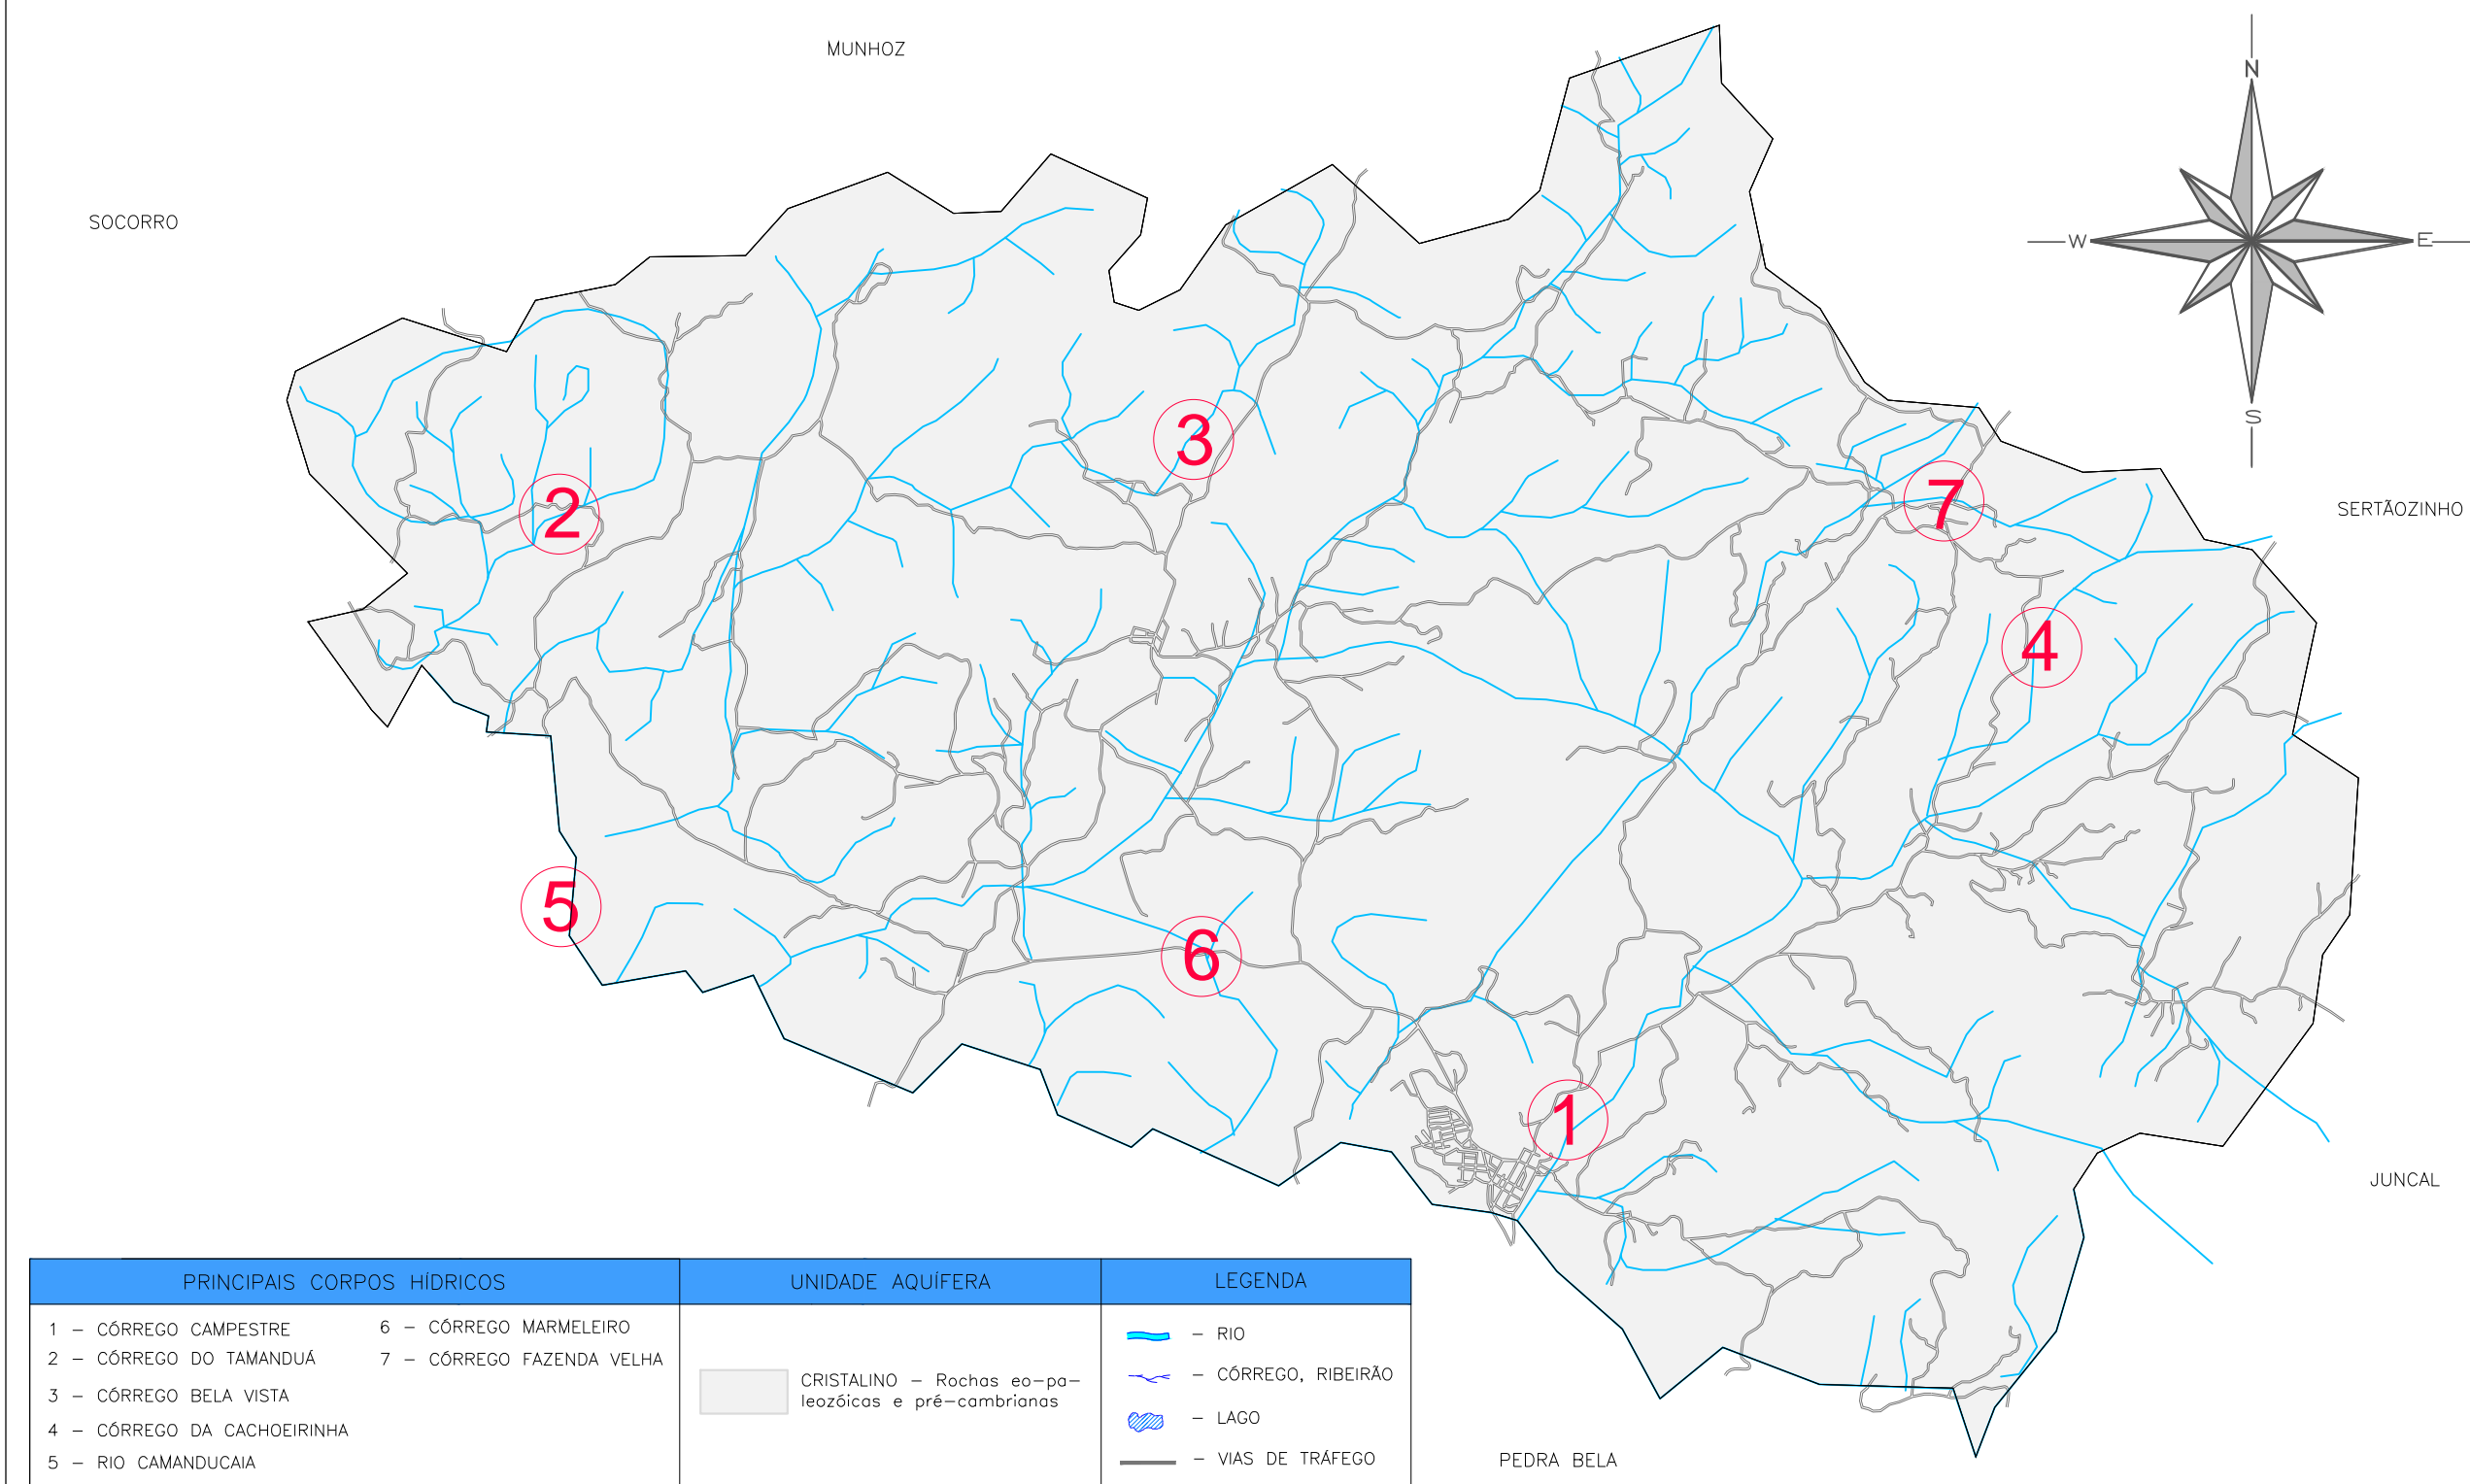 MUNHOZ
N
SOCORRO
W
E
S
3
2
7
SERTÃOZINHO
4
5
6
1
JUNCAL
PRINCIPAIS CORPOS HÍDRICOS
1 – CÓRREGO CAMPESTRE
2 – CÓRREGO DO TAMANDUÁ
3 – CÓRREGO BELA VISTA
4 – CÓRREGO DA CACHOEIRINHA
5 – RIO CAMANDUCAIA
6 – CÓRREGO MARMELEIRO
7 – CÓRREGO FAZENDA VELHA
UNIDADE AQUÍFERA
CRISTALINO – Rochas eo–pa–
leozóicas e pré–cambrianas
LEGENDA
– RIO
– CÓRREGO, RIBEIRÃO
– LAGO
– VIAS DE TRÁFEGO
PEDRA BELA